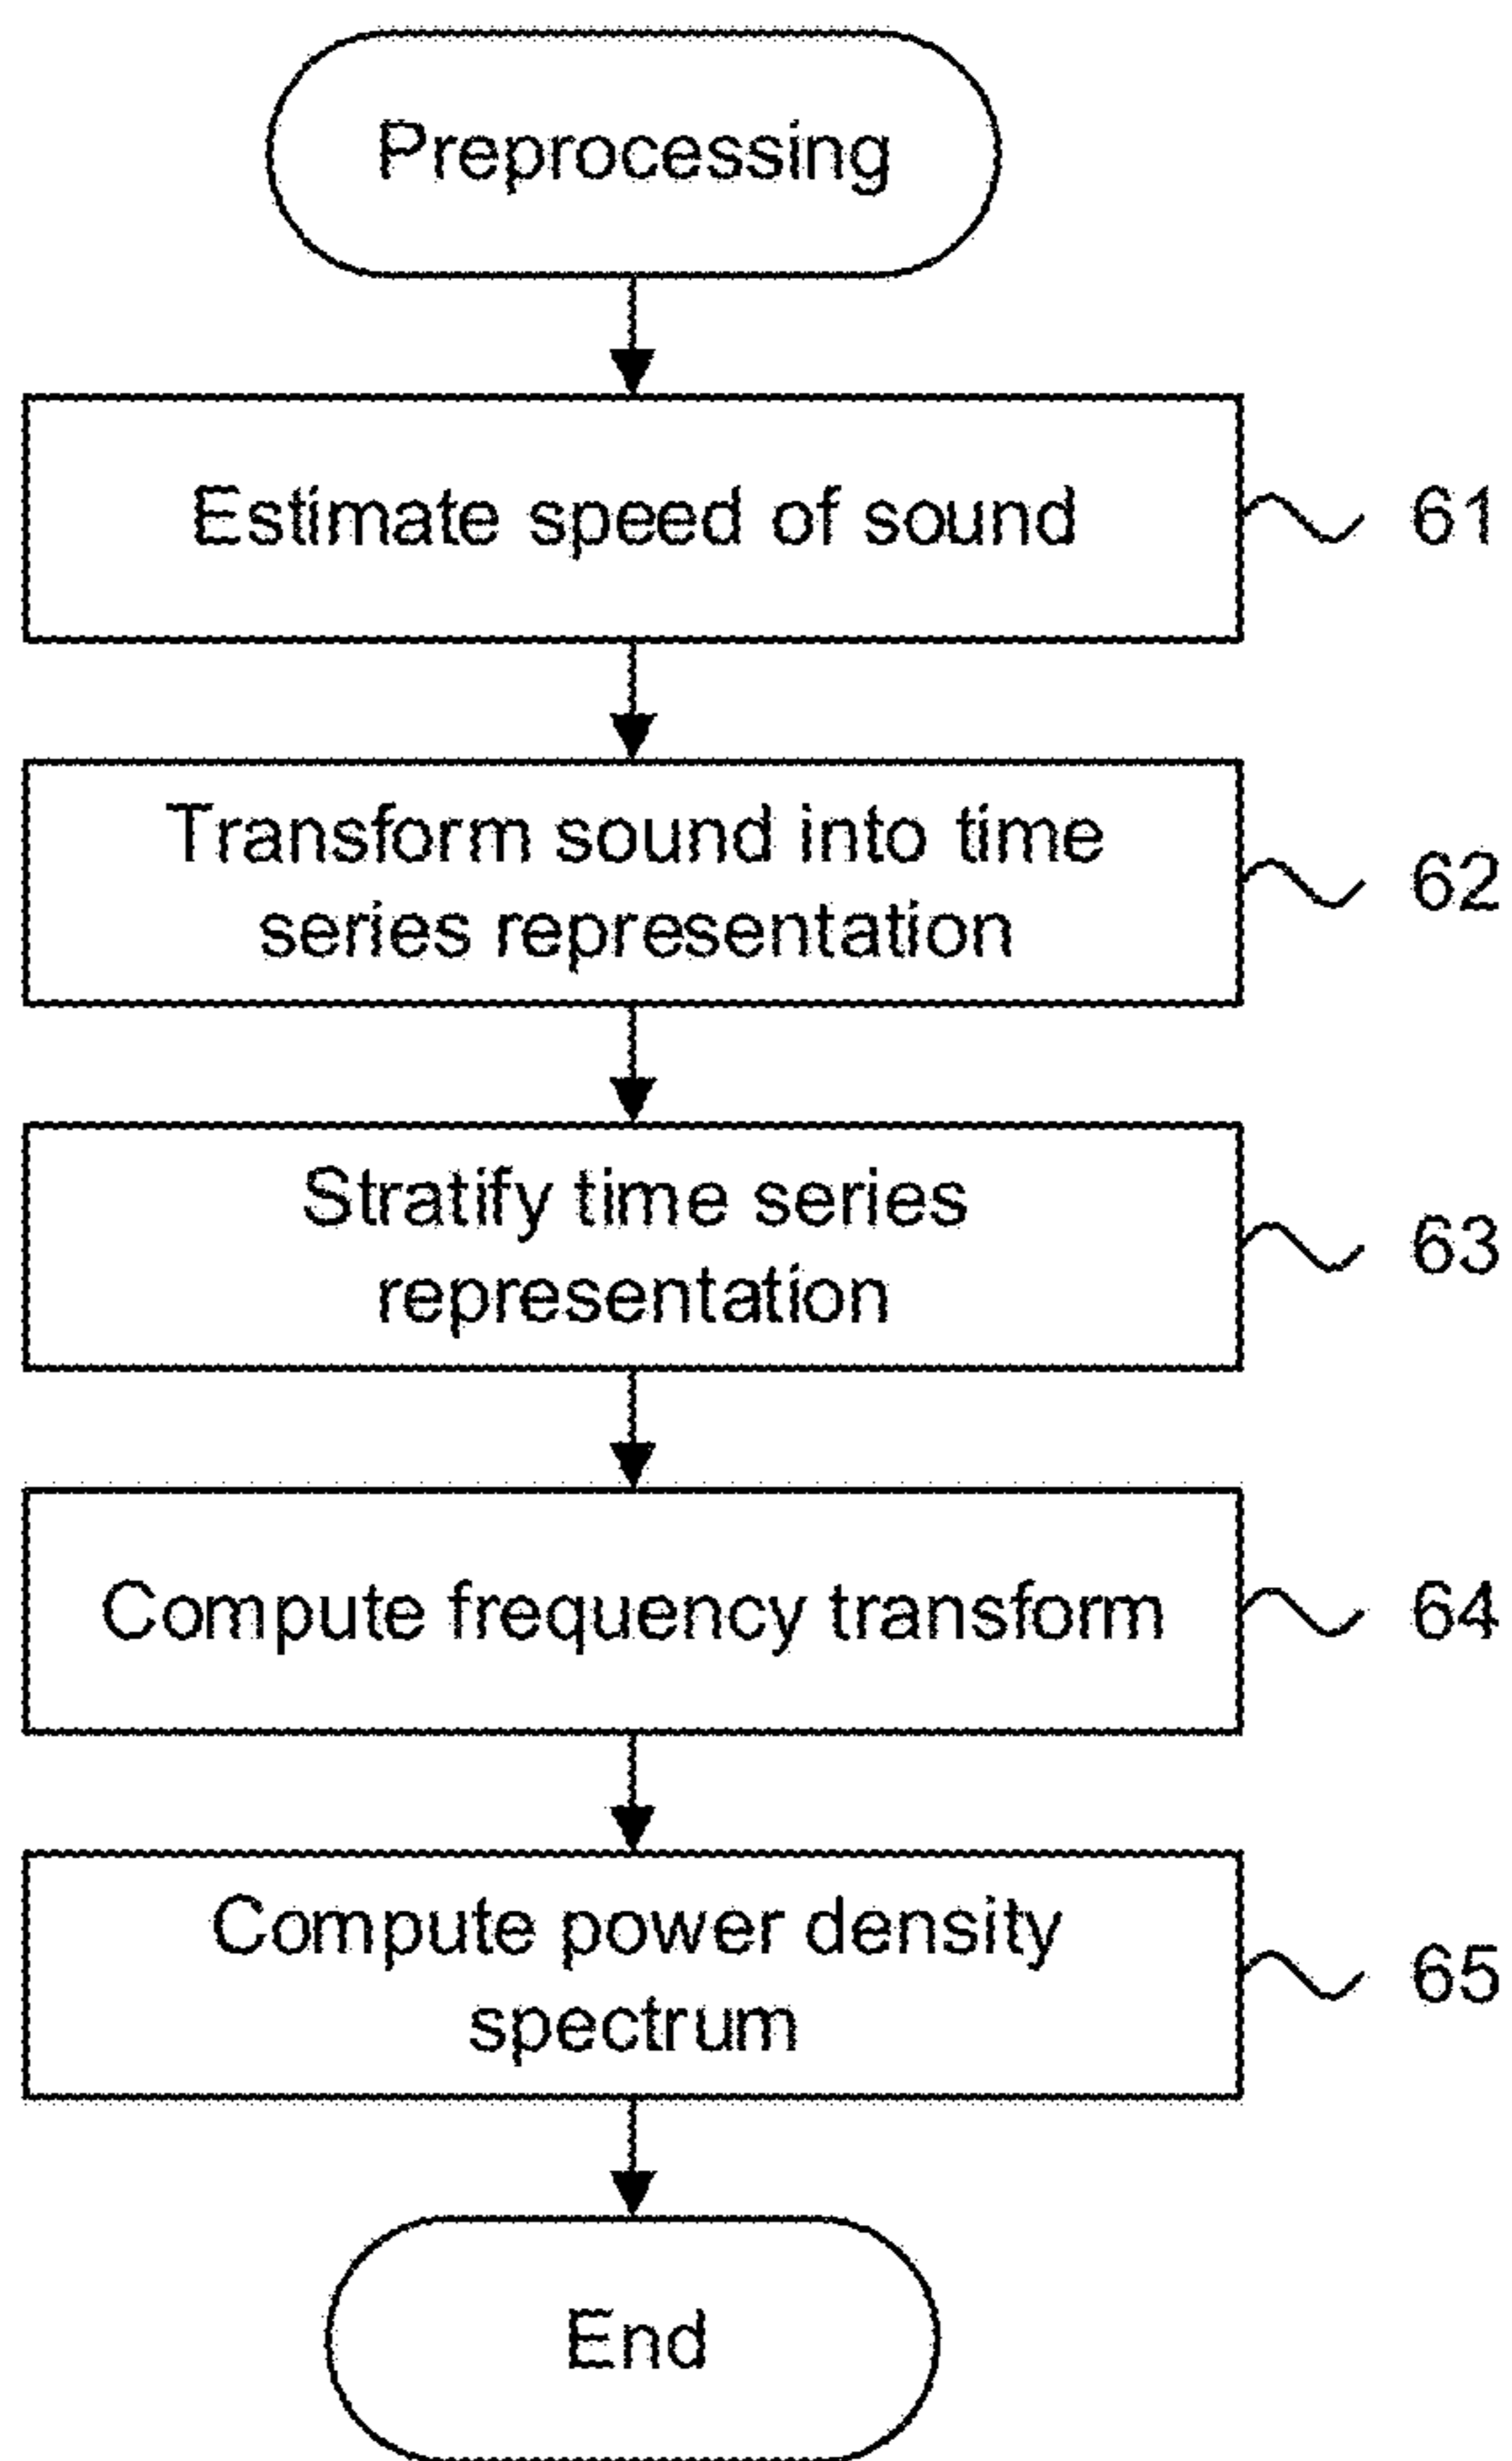 Preprocessing
Estimate speed of sound
61
Transform sound into time
series representation
62
Stratify time series
representation
63
Compute frequency transform
64
Compute power density
spectrum
65
End